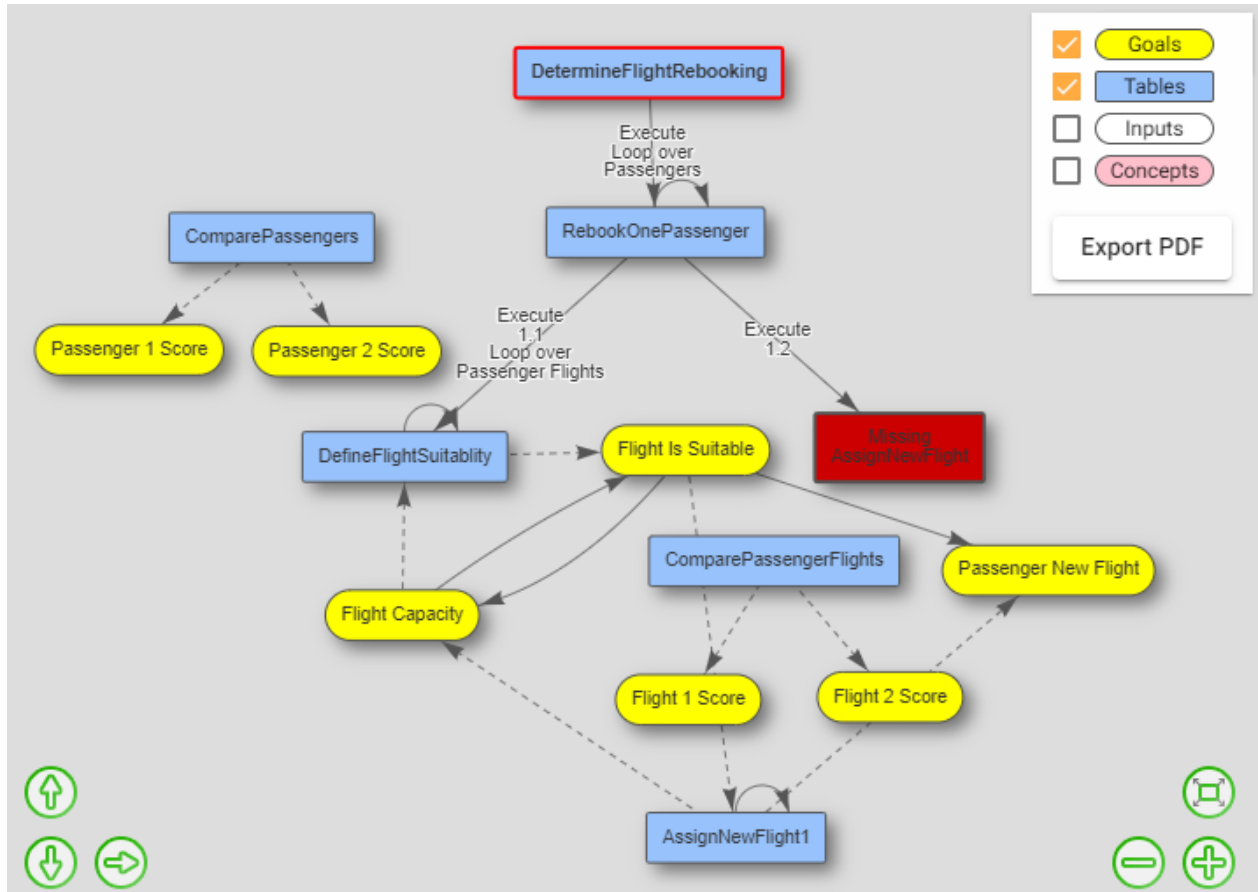 DetermineFlightRebooking
Goals
Tables
Inputs
Concepts
Export PDF
Execute
Loop over
Passengers
ComparePassengers
RebookOnePassenger
Passenger 1 Score
Passenger 2 Score
Execute
1.1
Loop over
Passenger Flights
Execute
1.2
DefineFlightSuitablity
Flight Is Suitable
Missing
AssignNewFlight
ComparePassengerFlights
Passenger New Flight
Flight Capacity
Flight 1 Score
Flight 2 Score
AssignNewFlight1